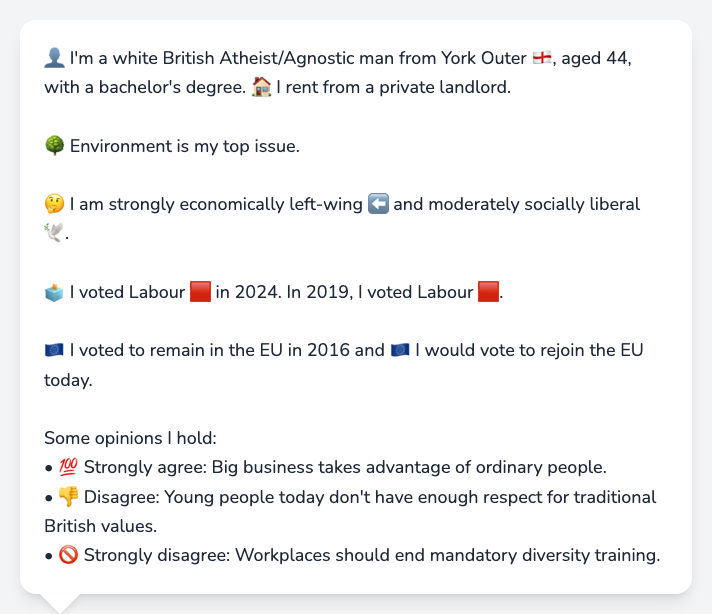 👤 I'm a white British Atheist/Agnostic man from York Outer 🏴󠁧󠁢󠁥󠁮󠁧󠁿, aged 44,
with a bachelor's degree. 🏠 I rent from a private landlord.
🌳 Environment is my top issue.
🤔 I am strongly economically left-wing ⬅️ and moderately socially liberal
🕊️.
🗳️ I voted Labour 🟥 in 2024. In 2019, I voted Labour 🟥.
🇪🇺 I voted to remain in the EU in 2016 and 🇪🇺 I would vote to rejoin the EU
today.
Some opinions I hold:
• 💯 Strongly agree: Big business takes advantage of ordinary people.
• 👎 Disagree: Young people today don't have enough respect for traditional
British values.
• 🚫 Strongly disagree: Workplaces should end mandatory diversity training.